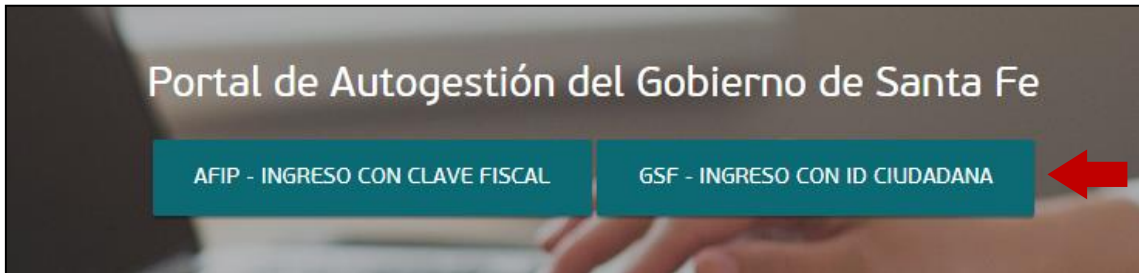 Portal de Autogestión del Gobierno de Santa Fe
AFIP - INGRESO CON CLAVE FISCAL
GSF - INGRESO CON ID CIUDADANA